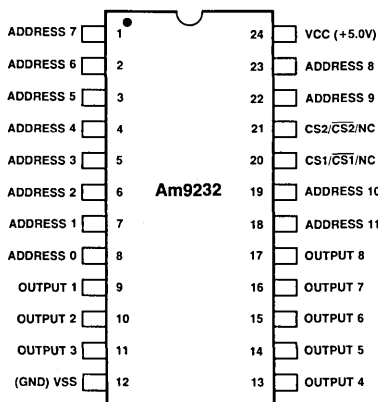 ADDRESS 7 1 24 VCC (+5.0V)
ADDRESS 6 2 23 ADDRESS 8
ADDRESS 5 3 22 ADDRESS 9
ADDRESS 4 4 21 CS2/C̅S̅2̅/NC
ADDRESS 3 5 20 CS1/C̅S̅1̅/NC
ADDRESS 2 6 Am9232 19 ADDRESS 10
ADDRESS 1 7 18 ADDRESS 11
ADDRESS 0 8 17 OUTPUT 8
OUTPUT 1 9 16 OUTPUT 7
OUTPUT 2 10 15 OUTPUT 6
OUTPUT 3 11 14 OUTPUT 5
(GND) VSS 12 13 OUTPUT 4